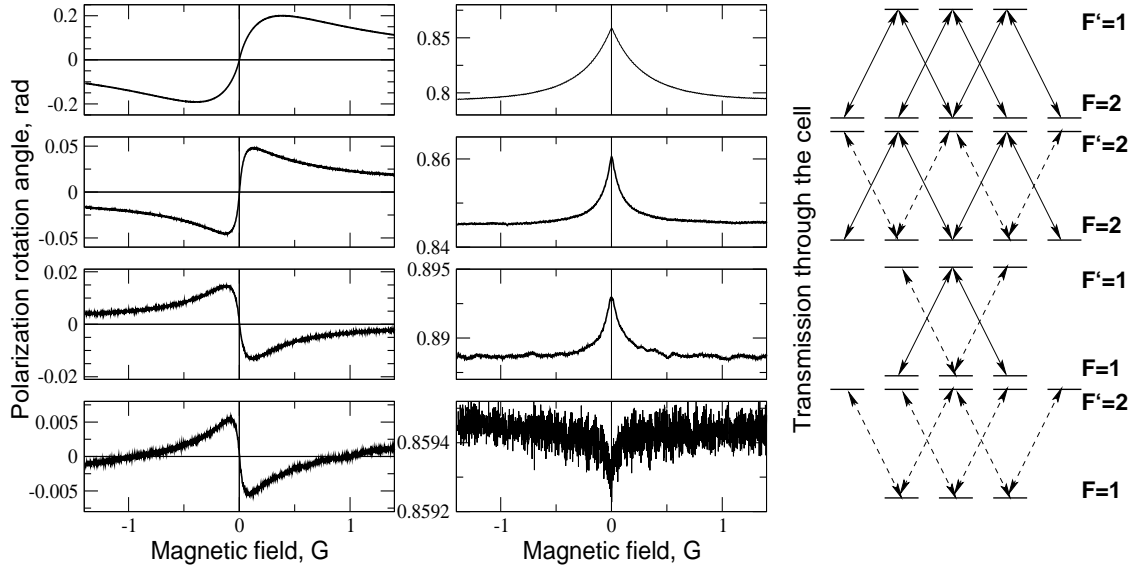 Polarization rotation angle, rad
0.2
0
-0.2
0.05
0
-0.05
0.02
0
-0.02
0.005
0
-0.005
-1 0 1
Magnetic field, G
0.85
0.8
0.86
0.84
0.895
0.89
0.8594
0.8592
-1 0 1
Magnetic field, G
Transmission through the cell
F‘=1
F=2
F‘=2
F=2
F‘=1
F=1
F‘=2
F=1